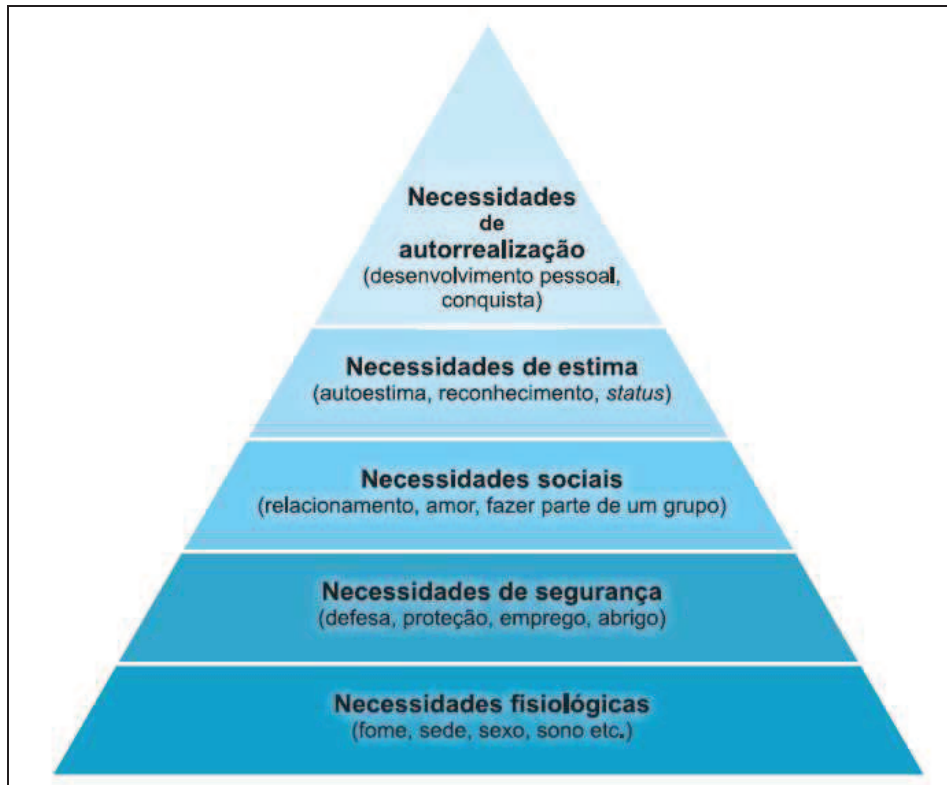 Necessidades
de
autorrealização
(desenvolvimento pessoal,
conquista)
Necessidades de estima
(autoestima, reconhecimento, status)
Necessidades sociais
(relacionamento, amor, fazer parte de um grupo)
Necessidades de segurança
(defesa, proteção, emprego, abrigo)
Necessidades fisiológicas
(fome, sede, sexo, sono etc.)